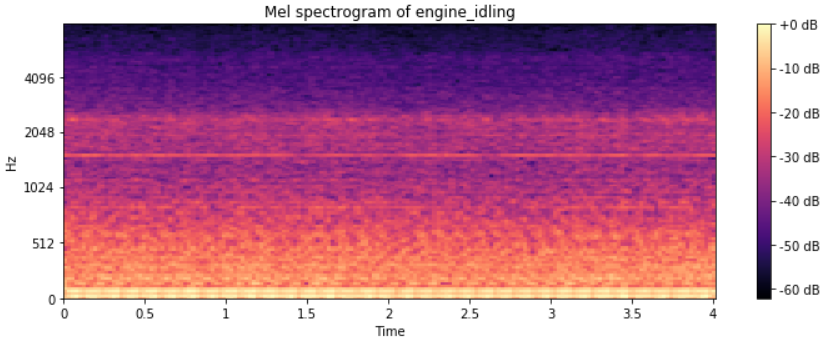 Mel spectrogram of engine_idling
+0 dB
-10 dB
-20 dB
-30 dB
-40 dB
-50 dB
-60 dB
Hz
4096
2048
1024
512
0
0 0.5 1 1.5 2 2.5 3 3.5 4
Time